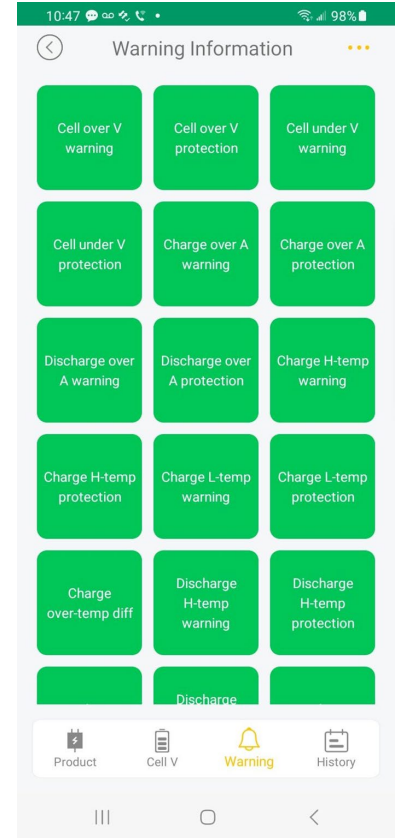 10:47
98%
Warning Information
Cell over V
warning
Cell over V
protection
Cell under V
warning
Cell under V
protection
Charge over A
warning
Charge over A
protection
Discharge over
A warning
Discharge over
A protection
Charge H-temp
warning
Charge H-temp
protection
Charge L-temp
warning
Charge L-temp
protection
Charge
over-temp diff
Discharge
H-temp
warning
Discharge
H-temp
protection
Discharge
Product
Cell V
Warning
History